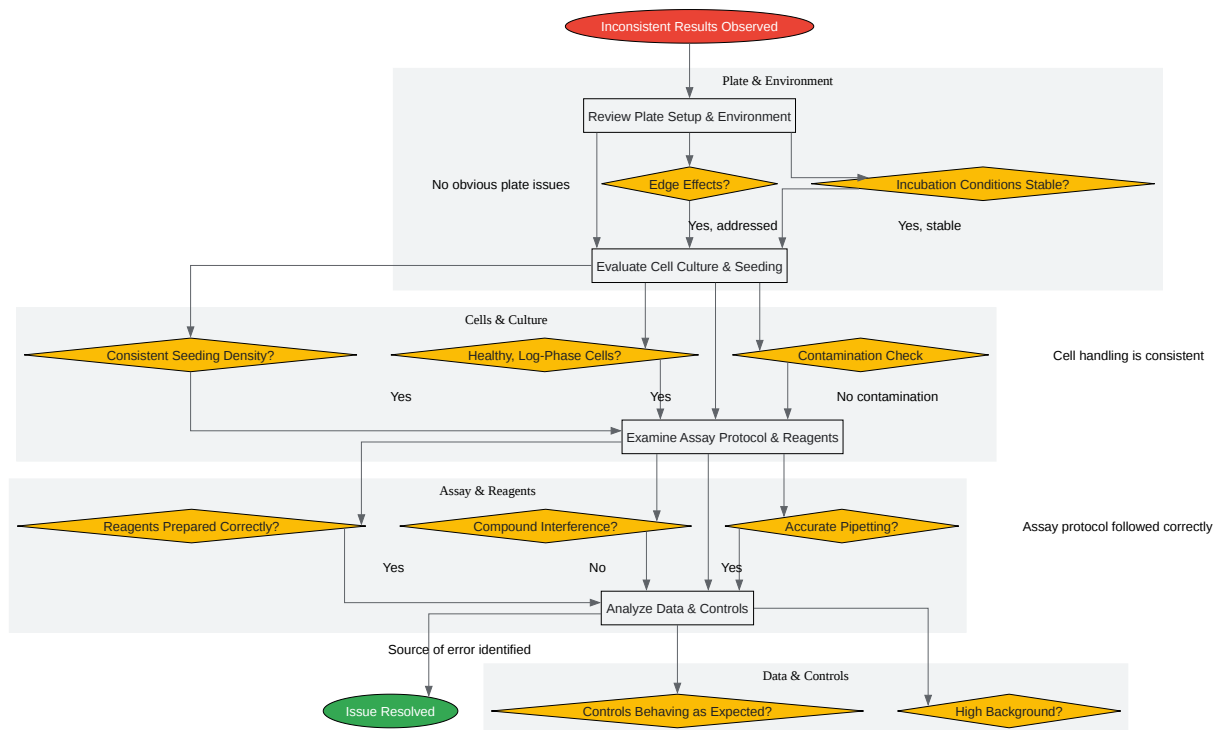 Inconsistent Results Observed
Plate & Environment
Review Plate Setup & Environment
No obvious plate issues
Edge Effects?
Incubation Conditions Stable?
Yes, addressed
Yes, stable
Evaluate Cell Culture & Seeding
Cells & Culture
Consistent Seeding Density?
Healthy, Log-Phase Cells?
Contamination Check
Cell handling is consistent
Yes
Yes
No contamination
Examine Assay Protocol & Reagents
Assay & Reagents
Reagents Prepared Correctly?
Compound Interference?
Accurate Pipetting?
Assay protocol followed correctly
Yes
No
Yes
Analyze Data & Controls
Source of error identified
Data & Controls
Issue Resolved
Controls Behaving as Expected?
High Background?